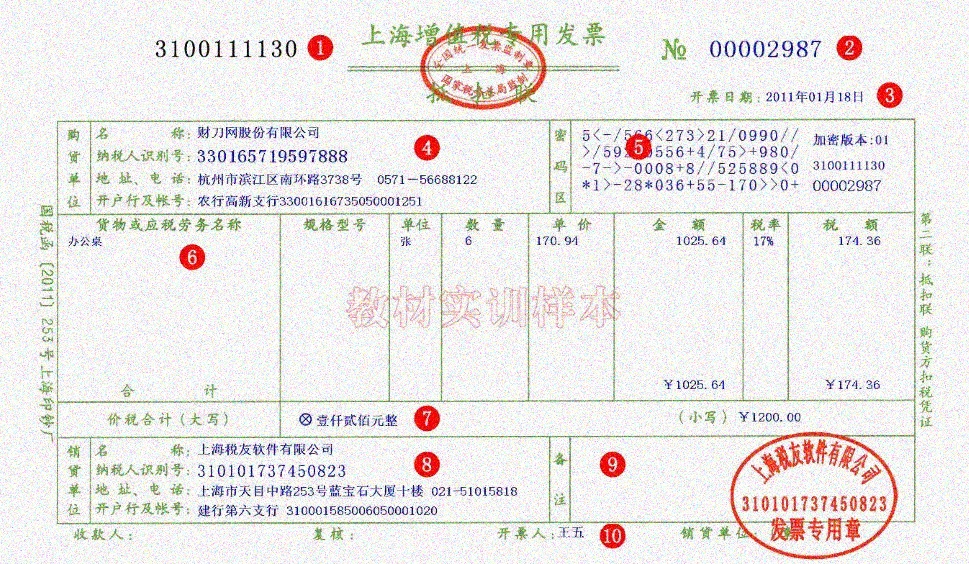 3100111130 1 上海增值税专用发票 № 00002987 2
全国统一发票监制章
上海
国家税务总局监制
开票日期：2011年01月18日 3
购货单位
名称：财刀网股份有限公司
纳税人识别号：330165719597888 4
地址、电话：杭州市滨江区南环路3738号 0571-56688122
开户行及帐号：农行高新支行33001616735050001251
密码区
5<-/566<273>21/0990//
5
-7->-0008+8//525889<0
*1>-28*036+55-170>>0+
加密版本:01
3100111130
00002987
货物或应税劳务名称 规格型号 单位 数量 单价 金额 税率 税额
办公桌 张 6 170.94 1025.64 17% 174.36
6
教材实训样本
合计 ¥1025.64 ¥174.36
价税合计（大写） ⊗壹仟贰佰元整 7 （小写）¥1200.00
销货单位
名称：上海税友软件有限公司
纳税人识别号：310101737450823 8
地址、电话：上海市天目中路253号蓝宝石大厦十楼 021-51015818
开户行及帐号：建行第六支行 310001585006050001020
备注
9
上海税友软件有限公司
310101737450823
发票专用章
收款人： 复核： 开票人：王五 10 销货单位
国税函〔2011〕253号上海印钞厂
第二联：抵扣联 购货方扣税凭证